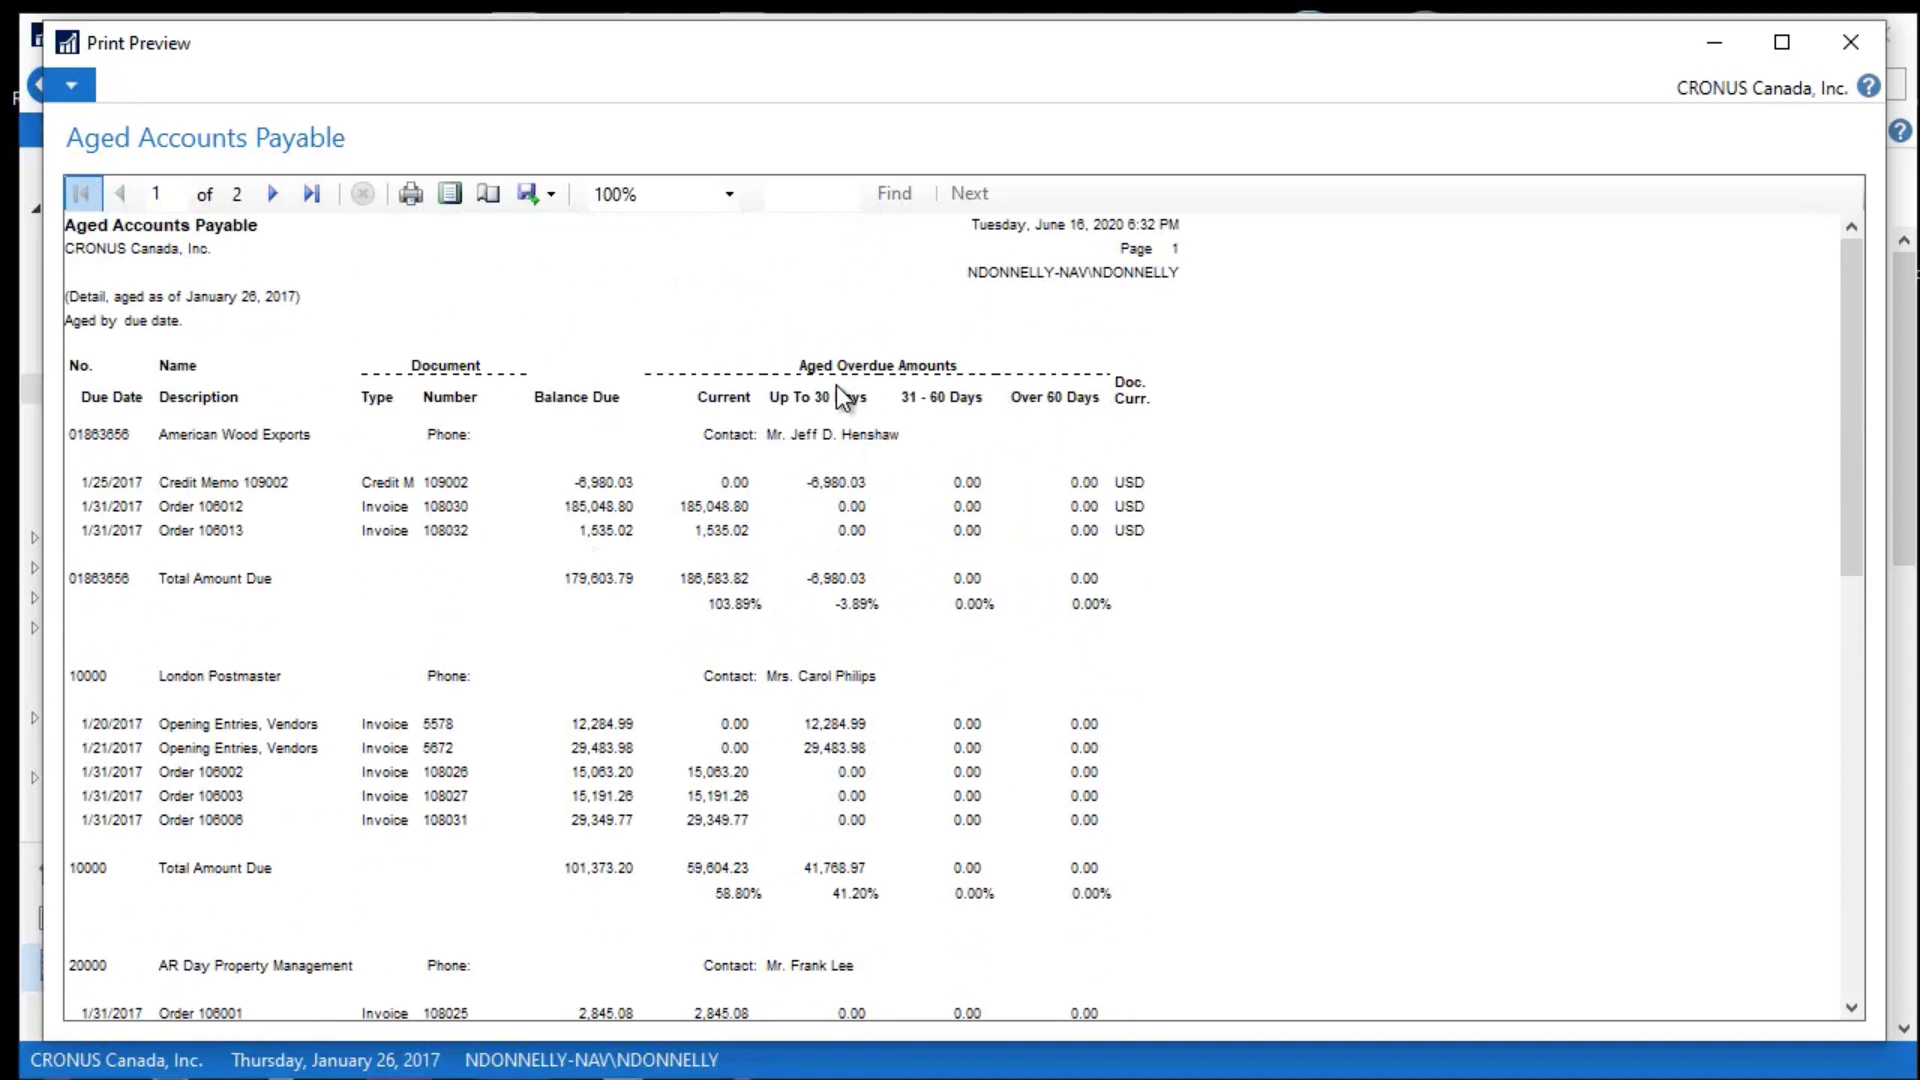 Print Preview
CRONUS Canada, Inc.
Aged Accounts Payable
1 of 2 100% Find Next
Aged Accounts Payable Tuesday, June 16, 2020 6:32 PM
CRONUS Canada, Inc. Page 1
NDONNELLY-NAV\NDONNELLY
(Detail, aged as of January 26, 2017)
Aged by due date.
No. Name Document Aged Overdue Amounts
Due Date Description Type Number Balance Due Current Up To 30 Days 31 - 60 Days Over 60 Days Doc. Curr.
01863656 American Wood Exports Phone: Contact: Mr. Jeff D. Henshaw
1/25/2017 Credit Memo 109002 Credit M 109002 -6,980.03 0.00 -6,980.03 0.00 0.00 USD
1/31/2017 Order 106012 Invoice 108030 185,048.80 185,048.80 0.00 0.00 0.00 USD
1/31/2017 Order 106013 Invoice 108032 1,535.02 1,535.02 0.00 0.00 0.00 USD
01863656 Total Amount Due 179,603.79 186,583.82 -6,980.03 0.00 0.00
103.89% -3.89% 0.00% 0.00%
10000 London Postmaster Phone: Contact: Mrs. Carol Philips
1/20/2017 Opening Entries, Vendors Invoice 5578 12,284.99 0.00 12,284.99 0.00 0.00
1/21/2017 Opening Entries, Vendors Invoice 5672 29,483.98 0.00 29,483.98 0.00 0.00
1/31/2017 Order 106002 Invoice 108026 15,063.20 15,063.20 0.00 0.00 0.00
1/31/2017 Order 106003 Invoice 108027 15,191.26 15,191.26 0.00 0.00 0.00
1/31/2017 Order 106006 Invoice 108031 29,349.77 29,349.77 0.00 0.00 0.00
10000 Total Amount Due 101,373.20 59,604.23 41,768.97 0.00 0.00
58.80% 41.20% 0.00% 0.00%
20000 AR Day Property Management Phone: Contact: Mr. Frank Lee
1/31/2017 Order 106001 Invoice 108025 2,845.08 2,845.08 0.00 0.00 0.00
CRONUS Canada, Inc. Thursday, January 26, 2017 NDONNELLY-NAV\NDONNELLY